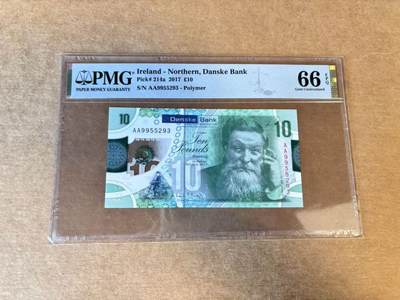 PMG
PAPER MONEY GUARANTY
Ireland - Northern, Danske Bank
Pick# 214a 2017 £10
S/N AA9955293 - Polymer
66 EPQ
Gem Uncirculated
10
Danske Bank
10
AA9955293
Ten
Pounds
10
AA9955293